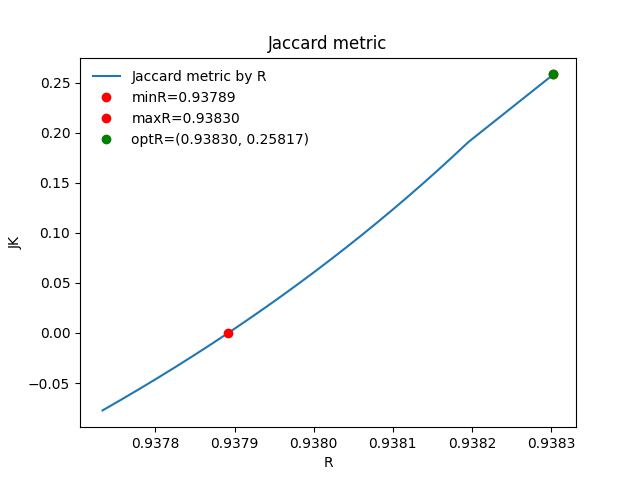 Jaccard metric
Jaccard metric by R
minR=0.93789
maxR=0.93830
optR=(0.93830, 0.25817)
JK
0.25
0.20
0.15
0.10
0.05
0.00
−0.05
0.9378 0.9379 0.9380 0.9381 0.9382 0.9383
R